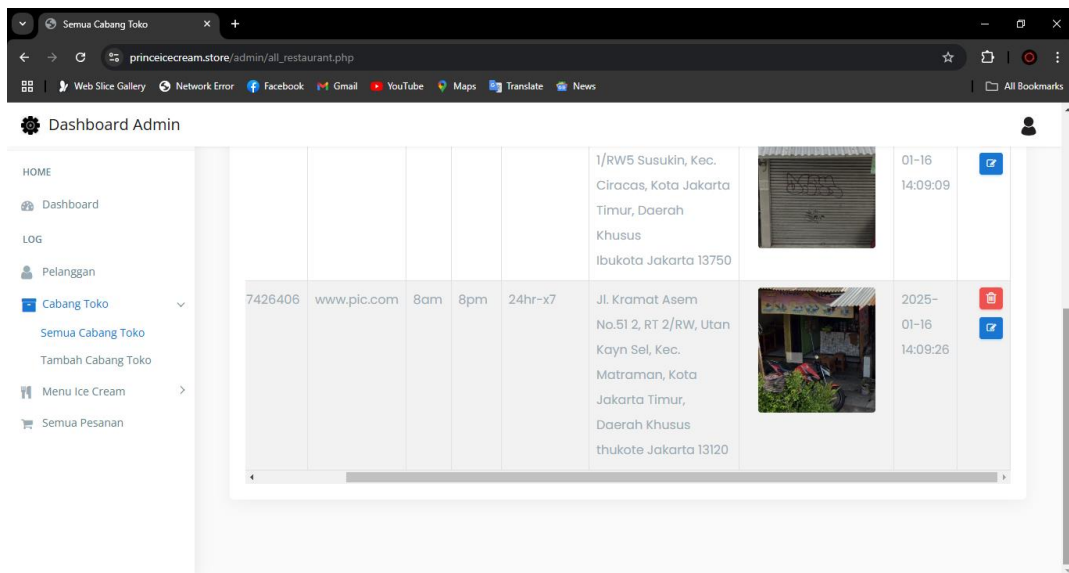 Semua Cabang Toko
princeicecream.store/admin/all_restaurant.php
Web Slice Gallery Network Error Facebook Gmail YouTube Maps Translate News All Bookmarks
Dashboard Admin
HOME
Dashboard
LOG
Pelanggan
Cabang Toko
Semua Cabang Toko
Tambah Cabang Toko
Menu Ice Cream
Semua Pesanan
1/RW5 Susukin, Kec.
Ciracas, Kota Jakarta
Timur, Daerah
Khusus
Ibukota Jakarta 13750
01-16
14:09:09
7426406 www.pic.com 8am 8pm 24hr-x7
Jl. Kramat Asem
No.51 2, RT 2/RW, Utan
Kayn Sel, Kec.
Matraman, Kota
Jakarta Timur,
Daerah Khusus
thukote Jakarta 13120
2025-
01-16
14:09:26